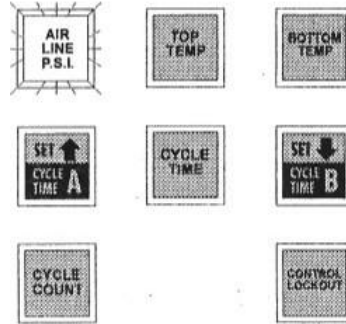 AIR
LINE
P.S.I.
TOP
TEMP
BOTTOM
TEMP
SET
CYCLE
TIME A
CYCLE
TIME
SET
CYCLE
TIME B
CYCLE
COUNT
CONTROL
LOCKOUT